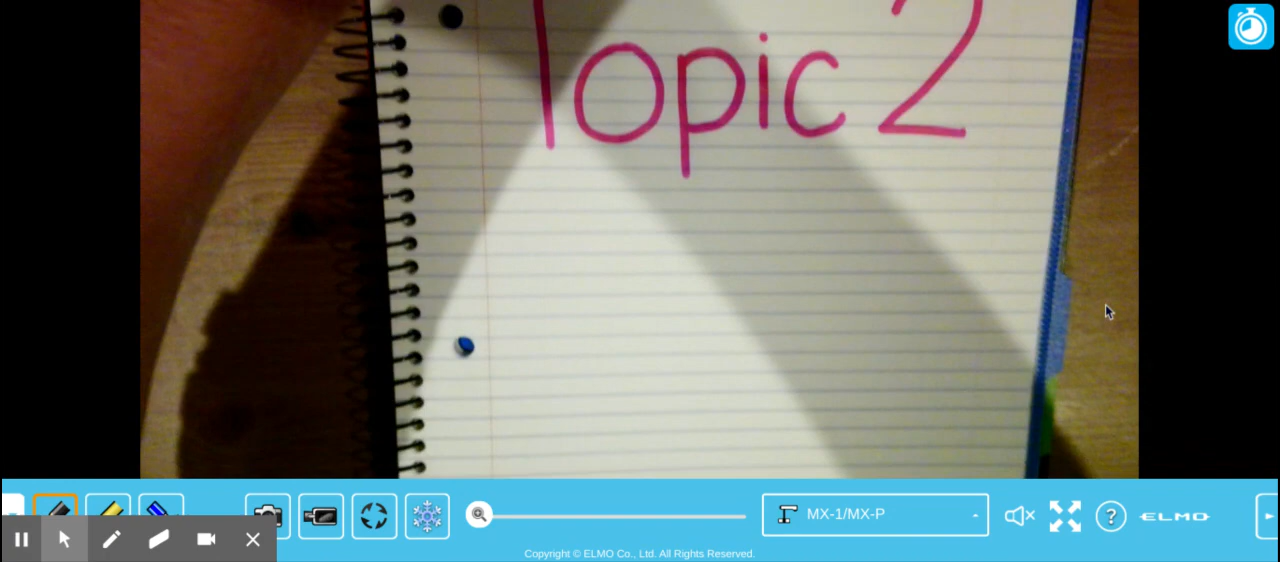 Topic 2
MX-1/MX-P
?
ELMO
Copyright © ELMO Co., Ltd. All Rights Reserved.